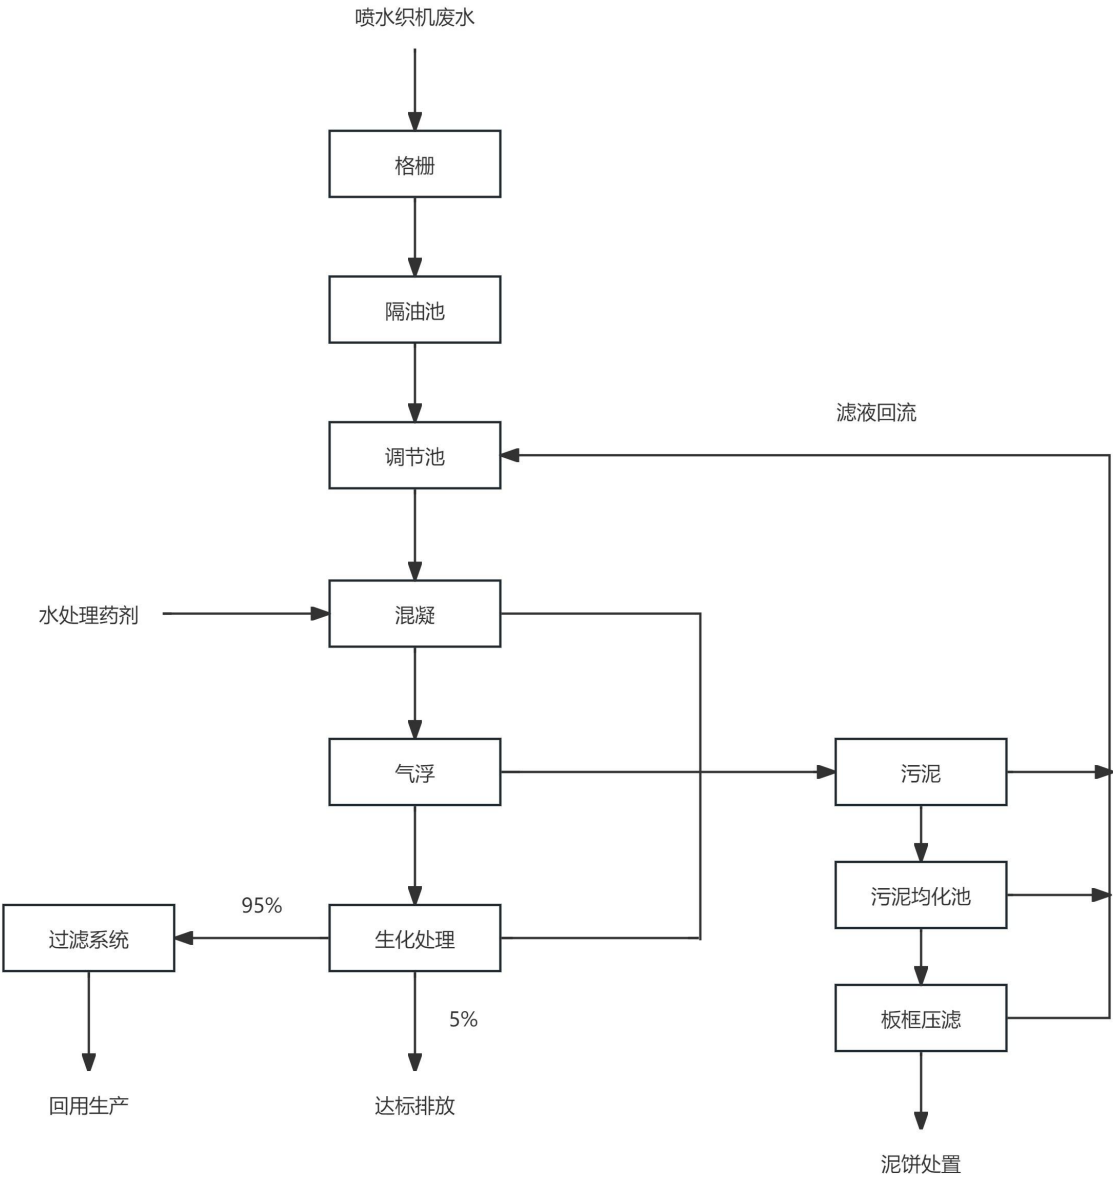 喷水织机废水
格栅
隔油池
滤液回流
调节池
水处理药剂
混凝
气浮
污泥
污泥均化池
95%
过滤系统
生化处理
板框压滤
5%
回用生产
达标排放
泥饼处置